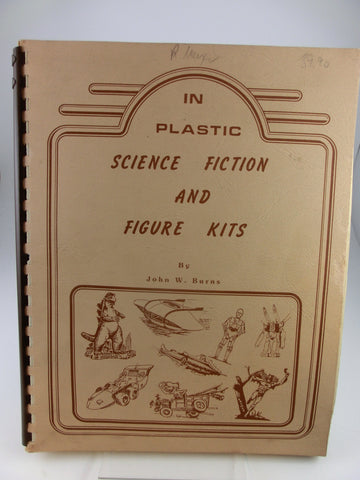 IN
PLASTIC
SCIENCE FICTION
AND
FIGURE KITS
By
John W. Burns